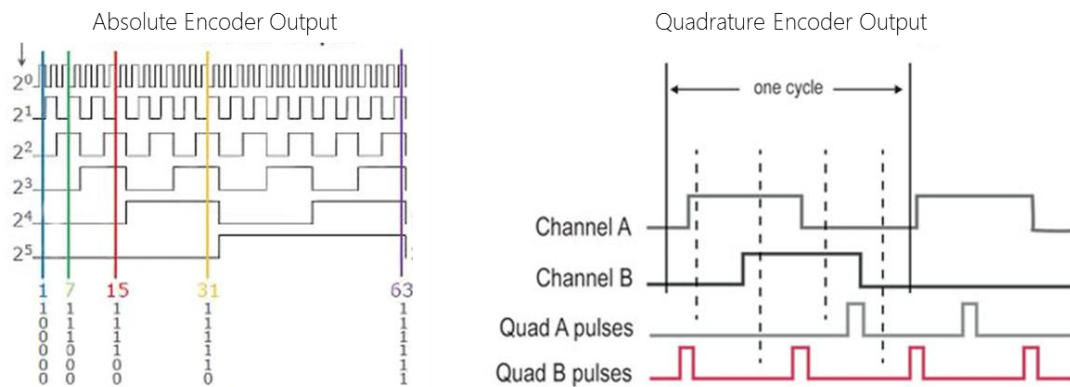 Absolute Encoder Output
2⁰
2¹
2²
2³
2⁴
2⁵
1 7 15 31 63
1 1 1 1 1
0 1 1 1 1
0 1 1 1 1
0 0 1 1 1
0 0 0 1 1
0 0 0 0 1
Quadrature Encoder Output
one cycle
Channel A
Channel B
Quad A pulses
Quad B pulses